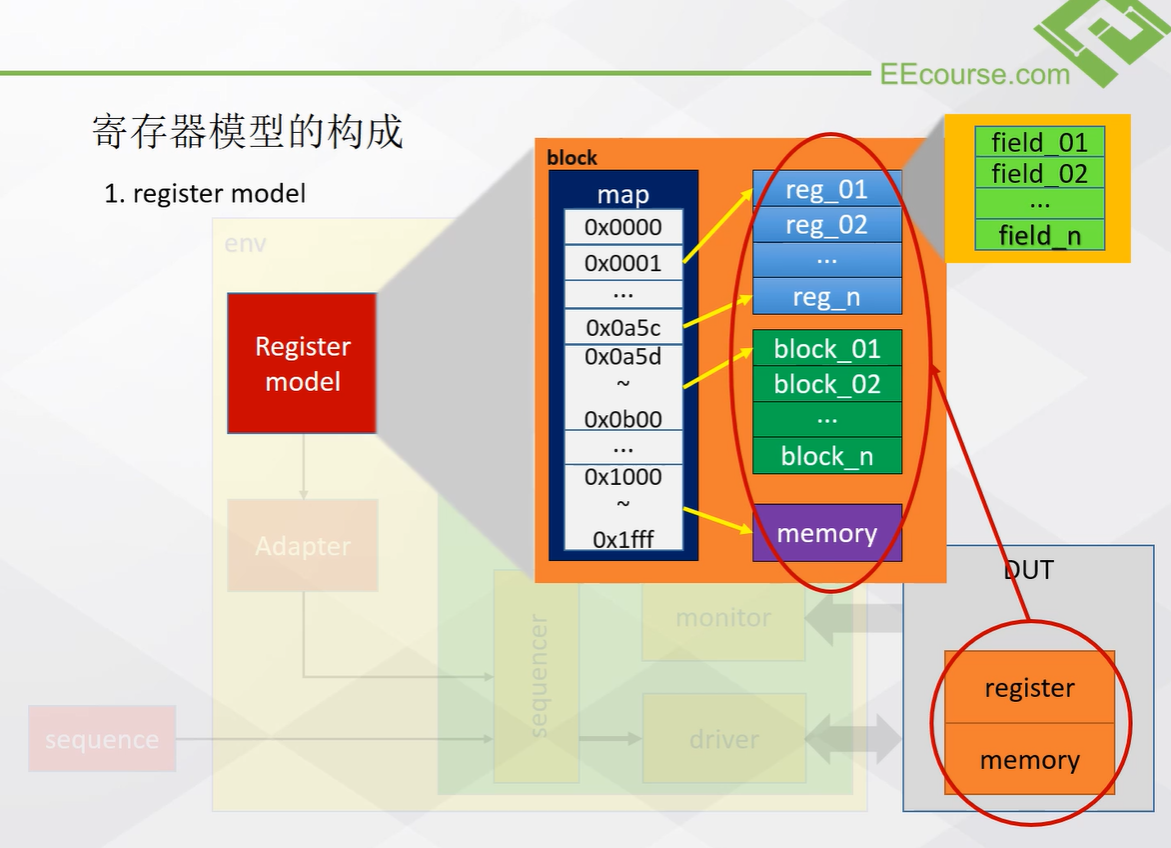 EEcourse.com
寄存器模型的构成
1. register model
env
Register
model
Adapter
sequence
sequencer
monitor
driver
block
map
0x0000
0x0001
...
0x0a5c
0x0a5d
~
0x0b00
...
0x1000
~
0x1fff
reg_01
reg_02
...
reg_n
block_01
block_02
...
block_n
memory
field_01
field_02
...
field_n
DUT
register
memory